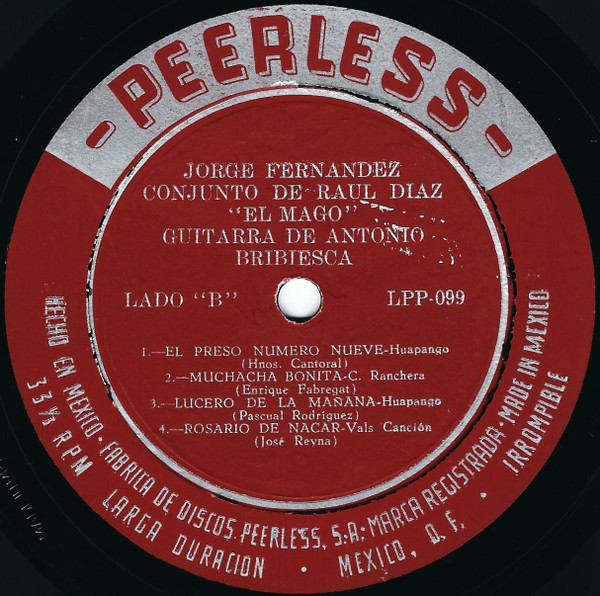 - PEERLESS -
JORGE FERNANDEZ
CONJUNTO DE RAUL DIAZ
"EL MAGO"
GUITARRA DE ANTONIO
BRIBIESCA
LADO "B" LPP-099
1.—EL PRESO NUMERO NUEVE-Huapango
(Hnos. Cantoral)
2.—MUCHACHA BONITA-C. Ranchera
(Enrique Fabregat)
3.—LUCERO DE LA MAÑANA-Huapango
(Pascual Rodríguez)
4.—ROSARIO DE NACAR-Vals Canción
(José Reyna)
HECHO EN MEXICO · FABRICA DE DISCOS PEERLESS, S.A. · MARCA REGISTRADA · MADE IN MEXICO
33⅓ RPM LARGA DURACION · MEXICO, D.F. · IRROMPIBLE